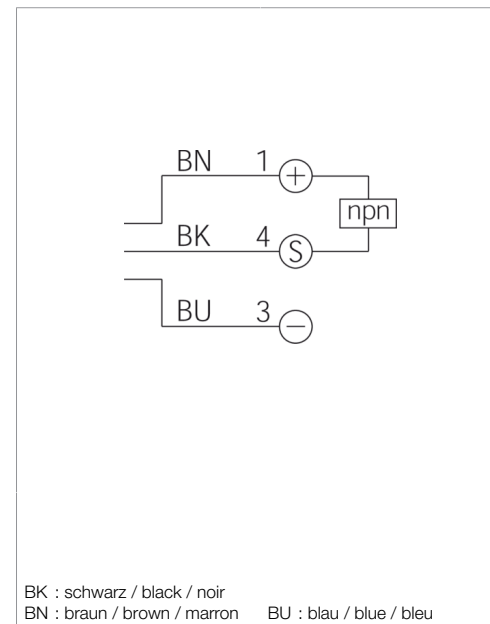 BN 1 +
npn
BK 4 S
BU 3 −
BK : schwarz / black / noir
BN : braun / brown / marron BU : blau / blue / bleu